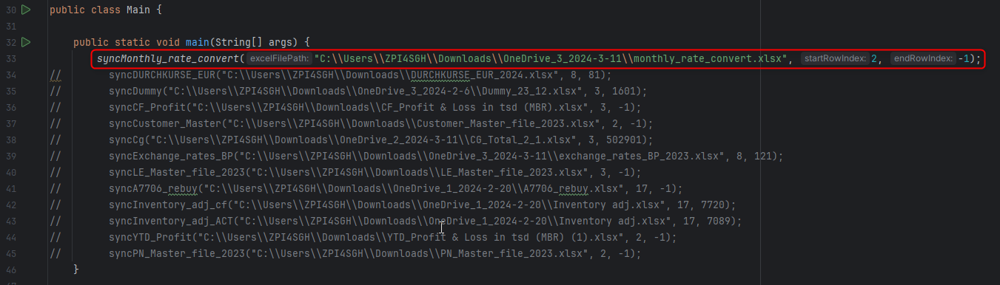 30 public class Main {
31
32 public static void main(String[] args) {
33 syncMonthly_rate_convert( excelFilePath: "C:\\Users\\ZPI4SGH\\Downloads\\OneDrive_3_2024-3-11\\monthly_rate_convert.xlsx", startRowIndex: 2, endRowIndex: -1);
34 // syncDURCHKURSE_EUR("C:\\Users\\ZPI4SGH\\Downloads\\DURCHKURSE_EUR_2024.xlsx", 8, 81);
35 // syncDummy("C:\\Users\\ZPI4SGH\\Downloads\\OneDrive_3_2024-2-6\\Dummy_23_12.xlsx", 3, 1601);
36 // syncCF_Profit("C:\\Users\\ZPI4SGH\\Downloads\\CF_Profit & Loss in tsd (MBR).xlsx", 3, -1);
37 // syncCustomer_Master("C:\\Users\\ZPI4SGH\\Downloads\\Customer_Master_file_2023.xlsx", 2, -1);
38 // syncCg("C:\\Users\\ZPI4SGH\\Downloads\\OneDrive_2_2024-3-11\\CG_Total_2_1.xlsx", 3, 502901);
39 // syncExchange_rates_BP("C:\\Users\\ZPI4SGH\\Downloads\\OneDrive_3_2024-3-11\\exchange_rates_BP_2023.xlsx", 8, 121);
40 // syncLE_Master_file_2023("C:\\Users\\ZPI4SGH\\Downloads\\LE_Master_file_2023.xlsx", 3, -1);
41 // syncA7706_rebuy("C:\\Users\\ZPI4SGH\\Downloads\\OneDrive_1_2024-2-20\\A7706_rebuy.xlsx", 17, -1);
42 // syncInventory_adj_cf("C:\\Users\\ZPI4SGH\\Downloads\\OneDrive_1_2024-2-20\\Inventory adj.xlsx", 17, 7720);
43 // syncInventory_adj_ACT("C:\\Users\\ZPI4SGH\\Downloads\\OneDrive_1_2024-2-20\\Inventory adj.xlsx", 17, 7089);
44 // syncYTD_Profit("C:\\Users\\ZPI4SGH\\Downloads\\YTD_Profit & Loss in tsd (MBR) (1).xlsx", 2, -1);
45 // syncPN_Master_file_2023("C:\\Users\\ZPI4SGH\\Downloads\\PN_Master_file_2023.xlsx", 2, -1);
46 }